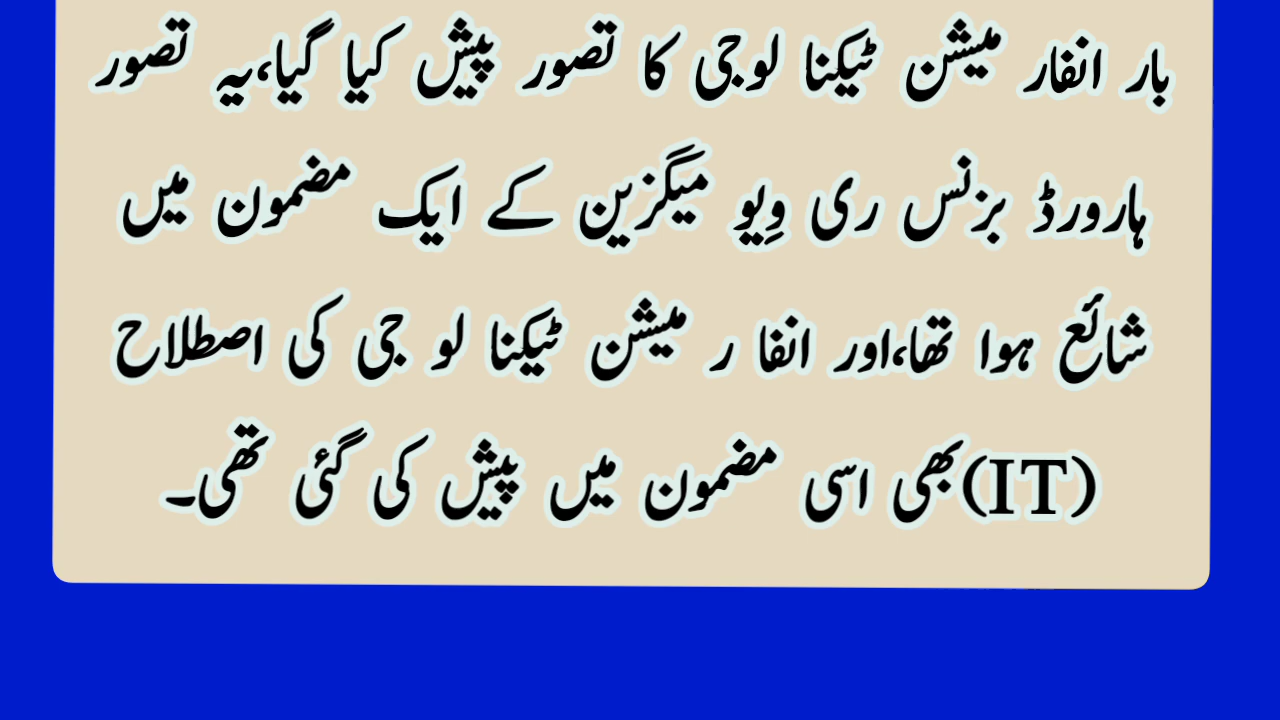 بار انفار میشن ٹیکنا لوجی کا تصور پیش کیا گیا،یہ تصور
ہارورڈ بزنس ری وِیو میگزین کے ایک مضمون میں
شائع ہوا تھا،اور انفا ر میشن ٹیکنا لو جی کی اصطلاح
(IT)بھی اسی مضمون میں پیش کی گئی تھی۔